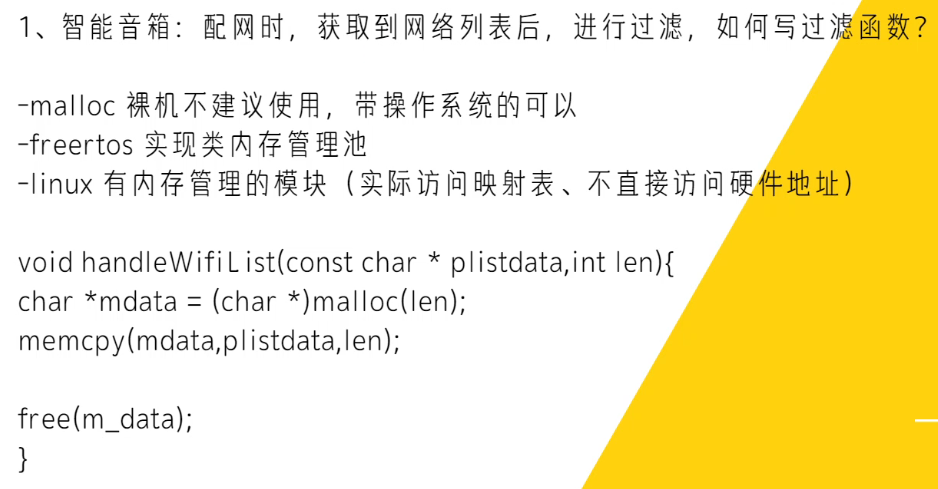 1、智能音箱：配网时，获取到网络列表后，进行过滤，如何写过滤函数？
-malloc 裸机不建议使用，带操作系统的可以
-freertos 实现类内存管理池
-linux 有内存管理的模块（实际访问映射表、不直接访问硬件地址）
void handleWifiList(const char * plistdata,int len){
char *mdata = (char *)malloc(len);
memcpy(mdata,plistdata,len);
free(m_data);
}